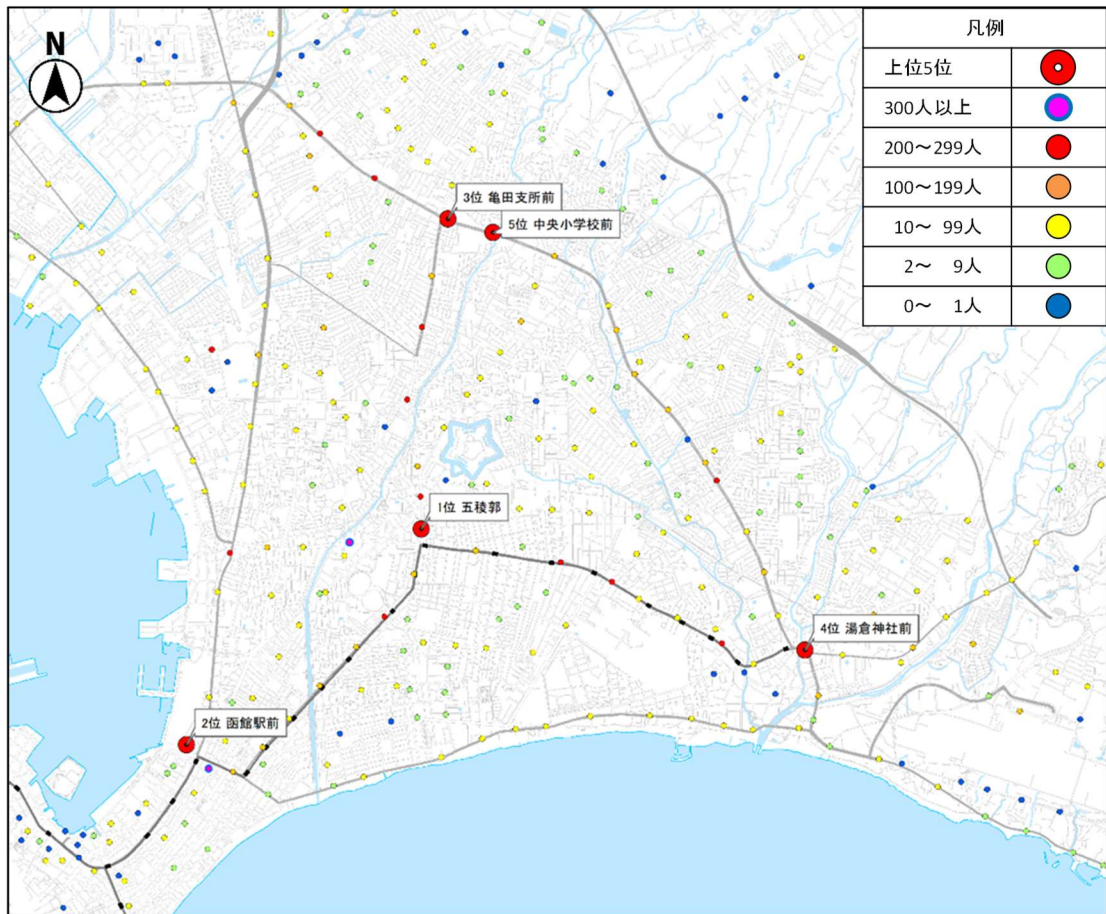 N
凡例
上位5位
300人以上
200～299人
100～199人
10～ 99人
2～ 9人
0～ 1人
3位 亀田支所前
5位 中央小学校前
1位 五稜郭
4位 湯倉神社前
2位 函館駅前